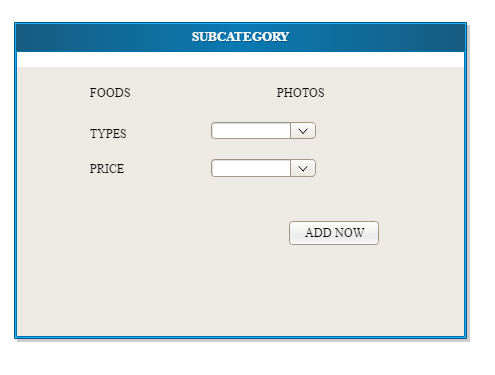 SUBCATEGORY
FOODS PHOTOS
TYPES
PRICE
ADD NOW